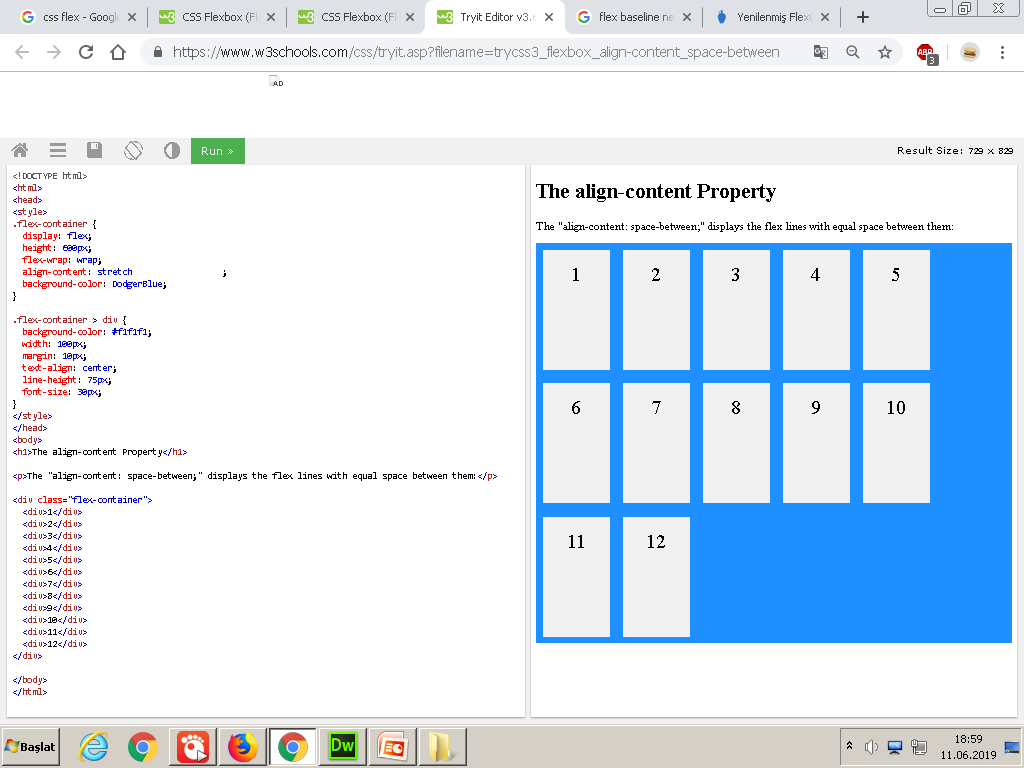 css flex - Google
CSS Flexbox (Fl
CSS Flexbox (Fl
Tryit Editor v3.6
flex baseline ne
Yenilenmiş Flex
https://www.w3schools.com/css/tryit.asp?filename=trycss3_flexbox_align-content_space-between
ABP
3
AD
Run »
Result Size: 729 x 829
<!DOCTYPE html>
<html>
<head>
<style>
.flex-container {
  display: flex;
  height: 600px;
  flex-wrap: wrap;
  align-content: stretch                  ;
  background-color: DodgerBlue;
}
.flex-container > div {
  background-color: #f1f1f1;
  width: 100px;
  margin: 10px;
  text-align: center;
  line-height: 75px;
  font-size: 30px;
}
</style>
</head>
<body>
<h1>The align-content Property</h1>
<p>The "align-content: space-between;" displays the flex lines with equal space between them:</p>
<div class="flex-container">
  <div>1</div>
  <div>2</div>
  <div>3</div>
  <div>4</div>
  <div>5</div>
  <div>6</div>
  <div>7</div>
  <div>8</div>
  <div>9</div>
  <div>10</div>
  <div>11</div>
  <div>12</div>
</div>
</body>
</html>
The align-content Property
The "align-content: space-between;" displays the flex lines with equal space between them:
1 2 3 4 5
6 7 8 9 10
11 12
Başlat
Dw
18:59
11.06.2019